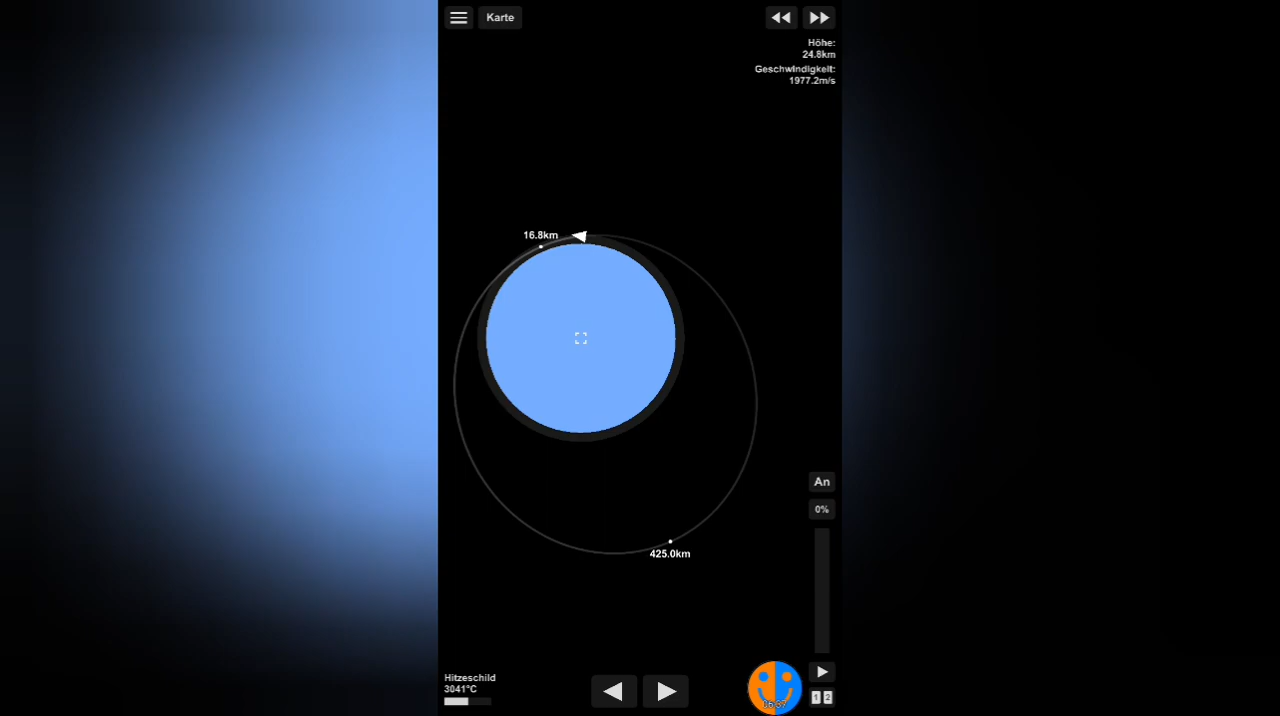 Karte
Höhe:
24.8km
Geschwindigkeit:
1977.2m/s
16.8km
425.0km
An
0%
Hitzeschild
3041°C
1 2